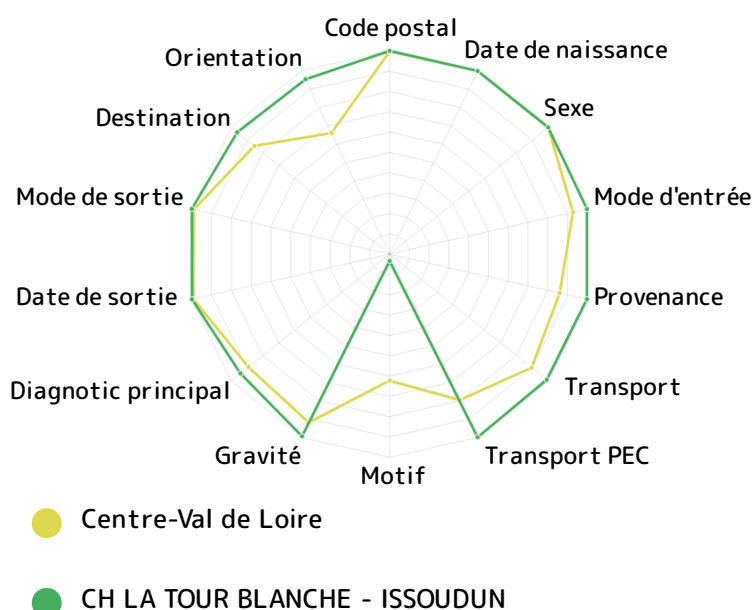 Code postal
Date de naissance
Sexe
Mode d'entrée
Provenance
Transport
Transport PEC
Motif
Gravité
Diagnotic principal
Date de sortie
Mode de sortie
Destination
Orientation
Centre-Val de Loire
CH LA TOUR BLANCHE - ISSOUDUN